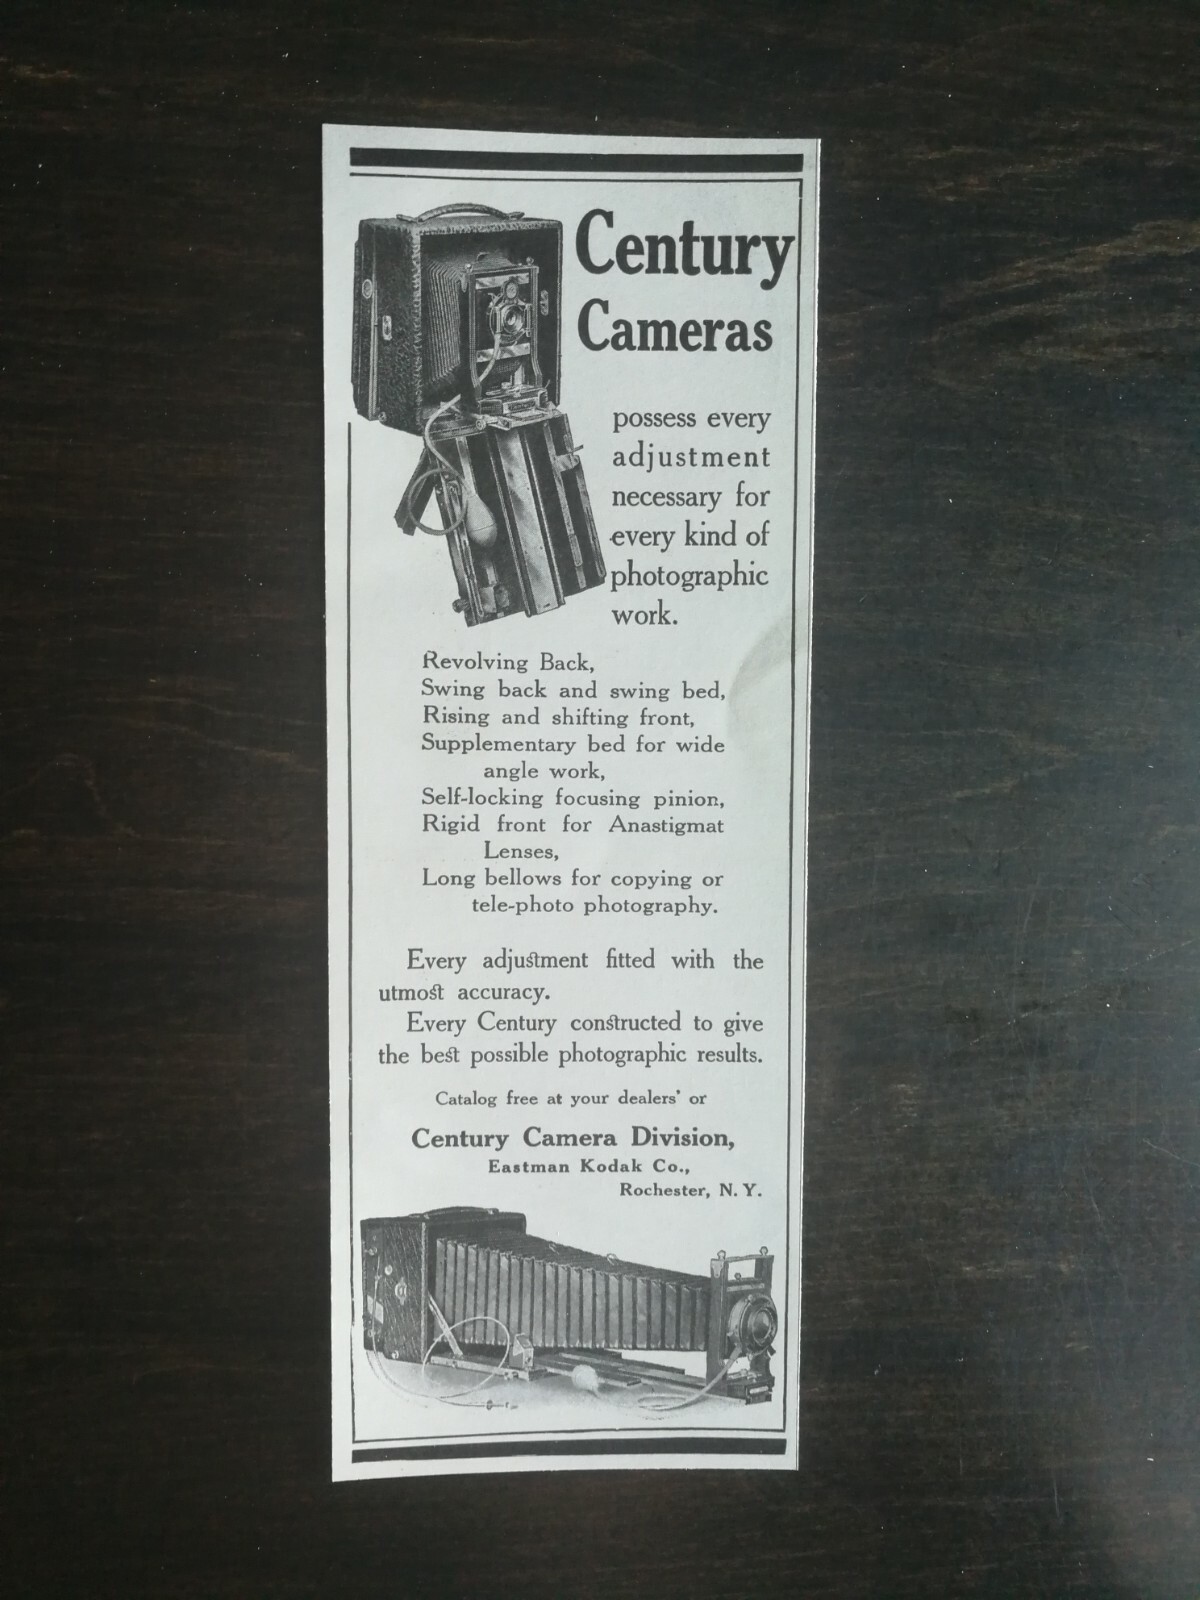 Century
Cameras
possess every
adjustment
necessary for
every kind of
photographic
work.
Revolving Back,
Swing back and swing bed,
Rising and shifting front,
Supplementary bed for wide
angle work,
Self-locking focusing pinion,
Rigid front for Anastigmat
Lenses,
Long bellows for copying or
tele-photo photography.
Every adjustment fitted with the
utmost accuracy.
Every Century constructed to give
the best possible photographic results.
Catalog free at your dealers' or
Century Camera Division,
Eastman Kodak Co.,
Rochester, N. Y.